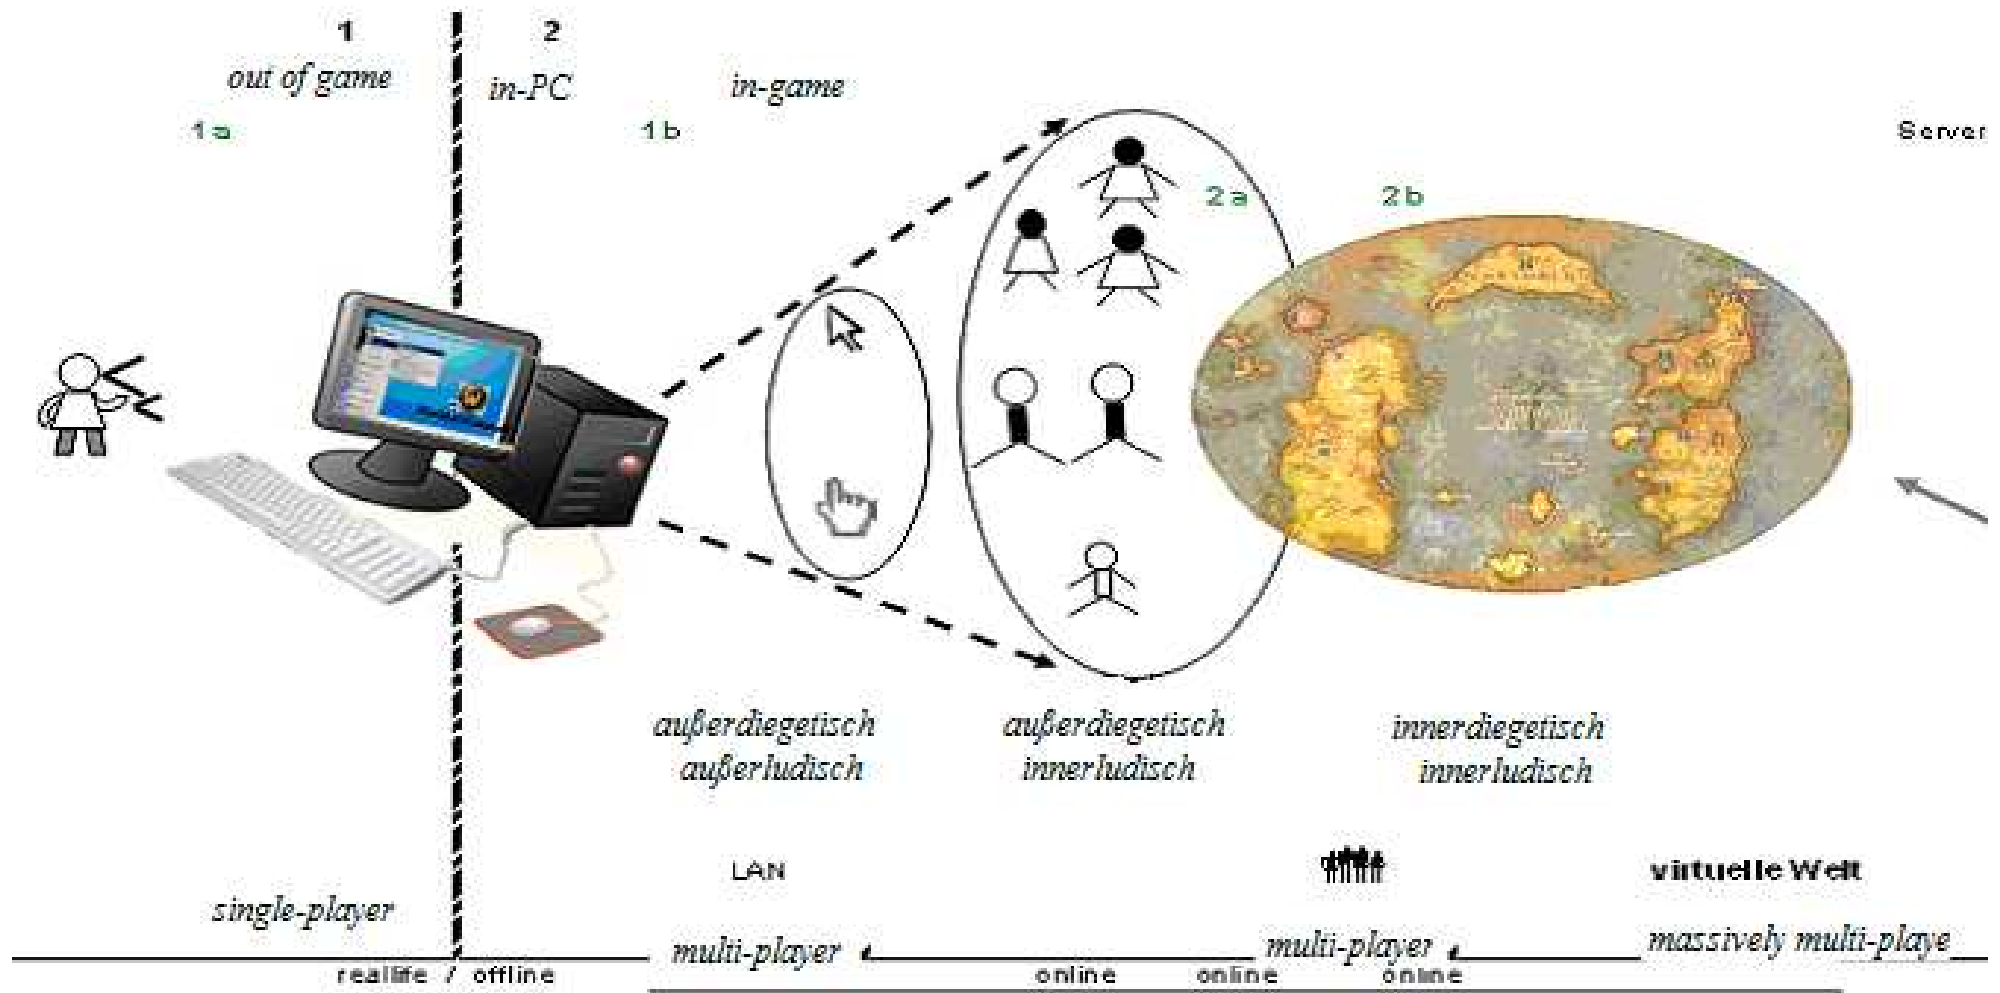 1
2
out of game
in-PC
in-game
1a
1b
Server
2a
2b
außerdiegetisch
außerludisch
außerdiegetisch
innerludisch
innerdiegetisch
innerludisch
LAN
virtuelle Welt
single-player
multi-player
multi-player
massively multi-playe
reallife / offline
online
online
online